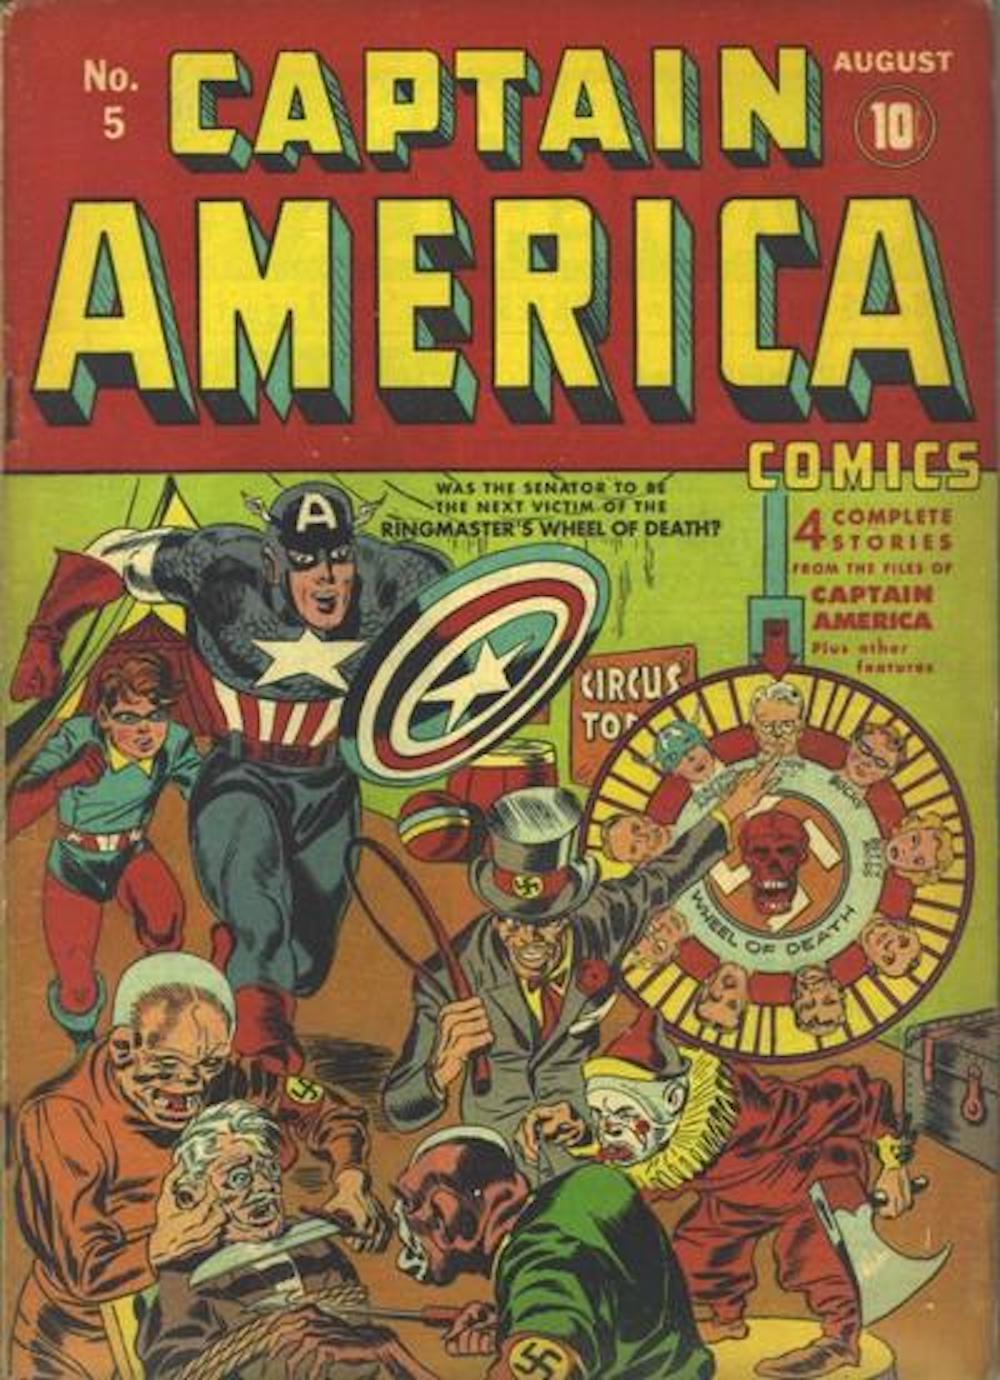 No.
5
CAPTAIN
AUGUST
10
AMERICA
COMICS
WAS THE SENATOR TO BE
THE NEXT VICTIM OF THE
RINGMASTER'S WHEEL OF DEATH?
4 COMPLETE
STORIES
FROM THE FILES OF
CAPTAIN
AMERICA
Plus other
features
A
CIRCUS
BUCKY
WHEEL OF DEATH